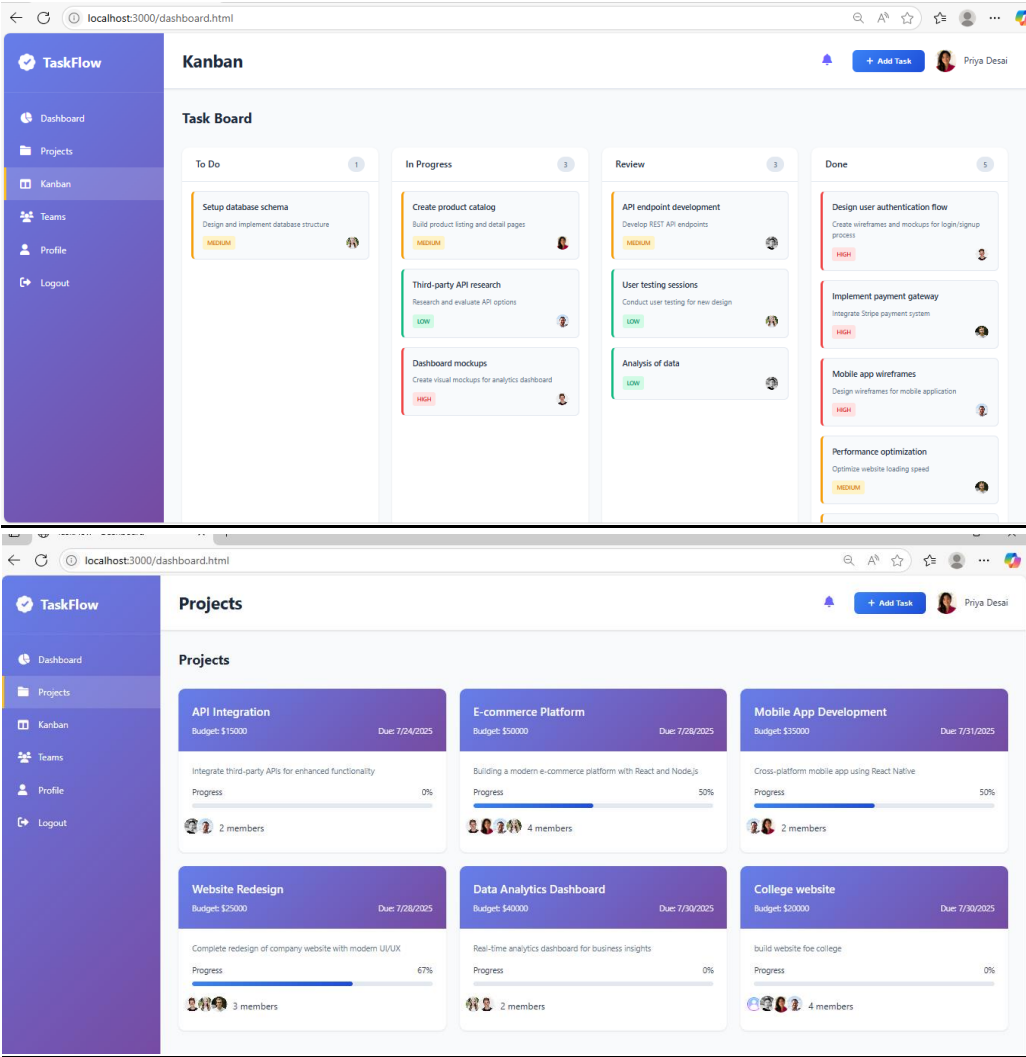 localhost:3000/dashboard.html
TaskFlow
Kanban
+ Add Task
Priya Desai
Dashboard
Projects
Kanban
Teams
Profile
Logout
Task Board
To Do
1
Setup database schema
Design and implement database structure
MEDIUM
In Progress
3
Create product catalog
Build product listing and detail pages
MEDIUM
Third-party API research
Research and evaluate API options
LOW
Dashboard mockups
Create visual mockups for analytics dashboard
HIGH
Review
3
API endpoint development
Develop REST API endpoints
MEDIUM
User testing sessions
Conduct user testing for new design
LOW
Analysis of data
LOW
Done
5
Design user authentication flow
Create wireframes and mockups for login/signup
process
HIGH
Implement payment gateway
Integrate Stripe payment system
HIGH
Mobile app wireframes
Design wireframes for mobile application
HIGH
Performance optimization
Optimize website loading speed
MEDIUM
localhost:3000/dashboard.html
TaskFlow
Projects
+ Add Task
Priya Desai
Dashboard
Projects
Kanban
Teams
Profile
Logout
Projects
API Integration
Budget: $15000
Due: 7/24/2025
Integrate third-party APIs for enhanced functionality
Progress
0%
2 members
E-commerce Platform
Budget: $50000
Due: 7/28/2025
Building a modern e-commerce platform with React and Node.js
Progress
50%
4 members
Mobile App Development
Budget: $35000
Due: 7/31/2025
Cross-platform mobile app using React Native
Progress
50%
2 members
Website Redesign
Budget: $25000
Due: 7/28/2025
Complete redesign of company website with modern UI/UX
Progress
67%
3 members
Data Analytics Dashboard
Budget: $40000
Due: 7/30/2025
Real-time analytics dashboard for business insights
Progress
0%
2 members
College website
Budget: $20000
Due: 7/30/2025
build website foe college
Progress
0%
4 members